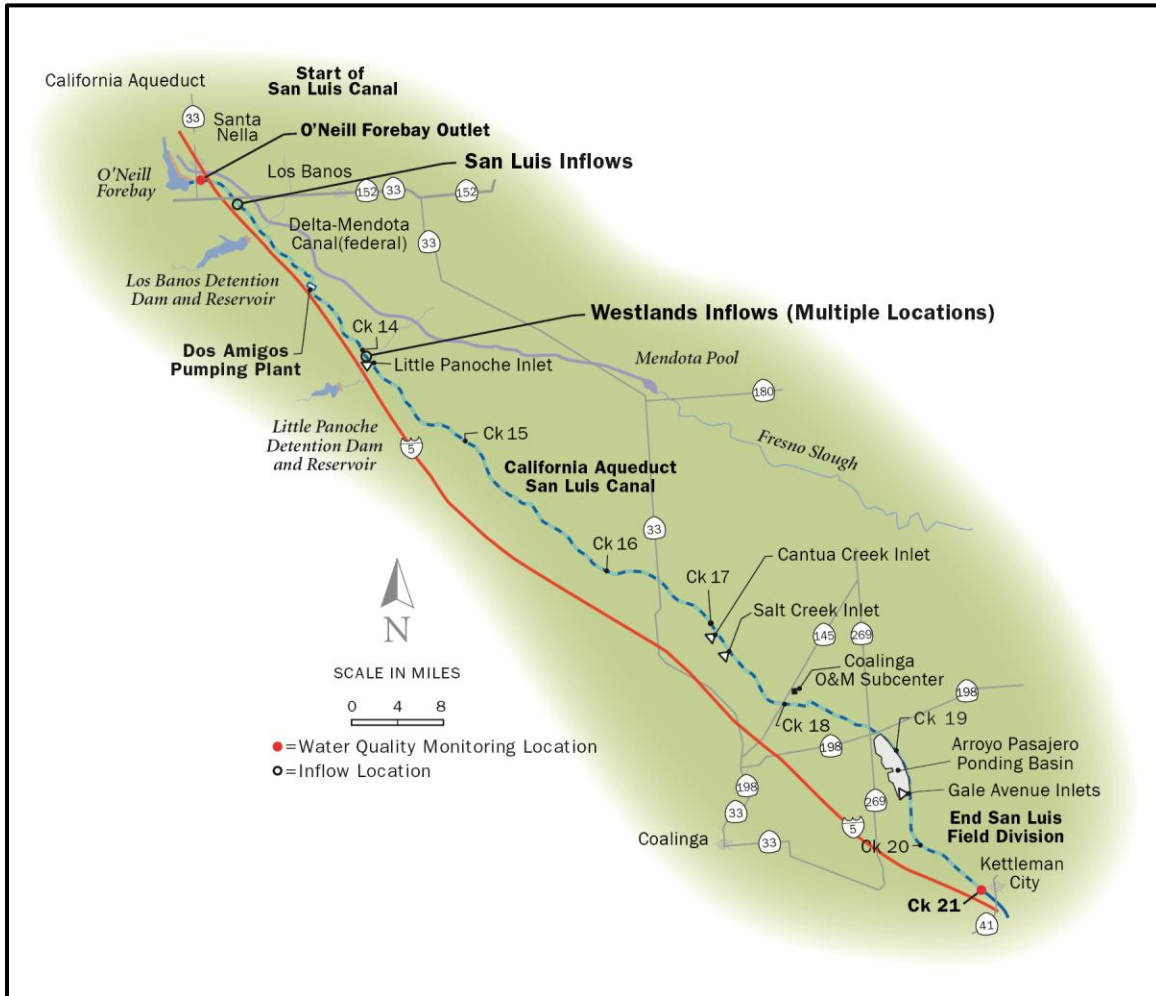 California Aqueduct
Start of
San Luis Canal
33
Santa
Nella
O'Neill Forebay Outlet
San Luis Inflows
O'Neill
Forebay
Los Banos
152
33
152
Delta-Mendota
Canal(federal)
33
Los Banos Detention
Dam and Reservoir
Westlands Inflows (Multiple Locations)
Ck 14
Dos Amigos
Pumping Plant
Little Panoche Inlet
Mendota Pool
180
Little Panoche
Detention Dam
and Reservoir
5
Ck 15
Fresno Slough
California Aqueduct
San Luis Canal
33
Ck 16
Cantua Creek Inlet
Ck 17
Salt Creek Inlet
N
145
269
Coalinga
O&M Subcenter
SCALE IN MILES
0 4 8
198
Ck 18
Ck 19
198
=Water Quality Monitoring Location
=Inflow Location
Arroyo Pasajero
Ponding Basin
Gale Avenue Inlets
198
33
269
5
End San Luis
Field Division
Coalinga
33
Ck 20
Kettleman
City
Ck 21
41